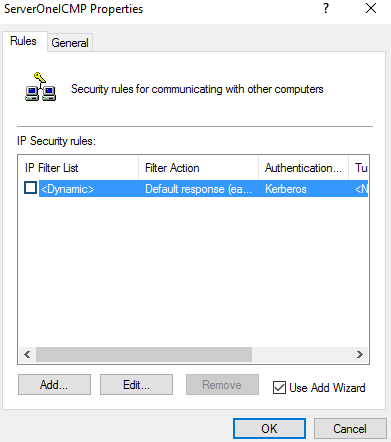 ServerOneICMP Properties
Rules
General
Security rules for communicating with other computers
IP Security rules:
IP Filter List Filter Action Authentication... Tu
<Dynamic> Default response (ea... Kerberos <N
Add... Edit... Remove Use Add Wizard
OK Cancel